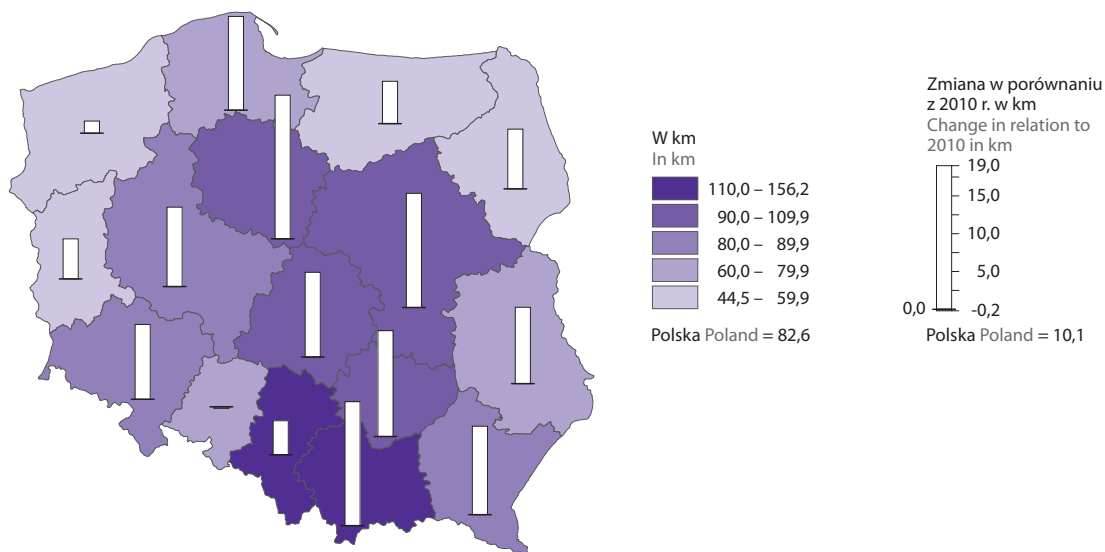 W km
In km
110,0 – 156,2
90,0 – 109,9
80,0 – 89,9
60,0 – 79,9
44,5 – 59,9
Polska Poland = 82,6
Zmiana w porównaniu
z 2010 r. w km
Change in relation to
2010 in km
19,0
15,0
10,0
5,0
0,0 -0,2
Polska Poland = 10,1